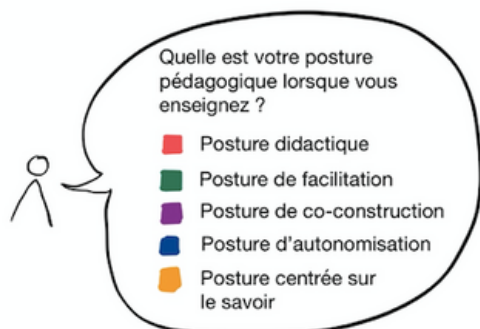 Quelle est votre posture
pédagogique lorsque vous
enseignez ?
Posture didactique
Posture de facilitation
Posture de co-construction
Posture d'autonomisation
Posture centrée sur
le savoir